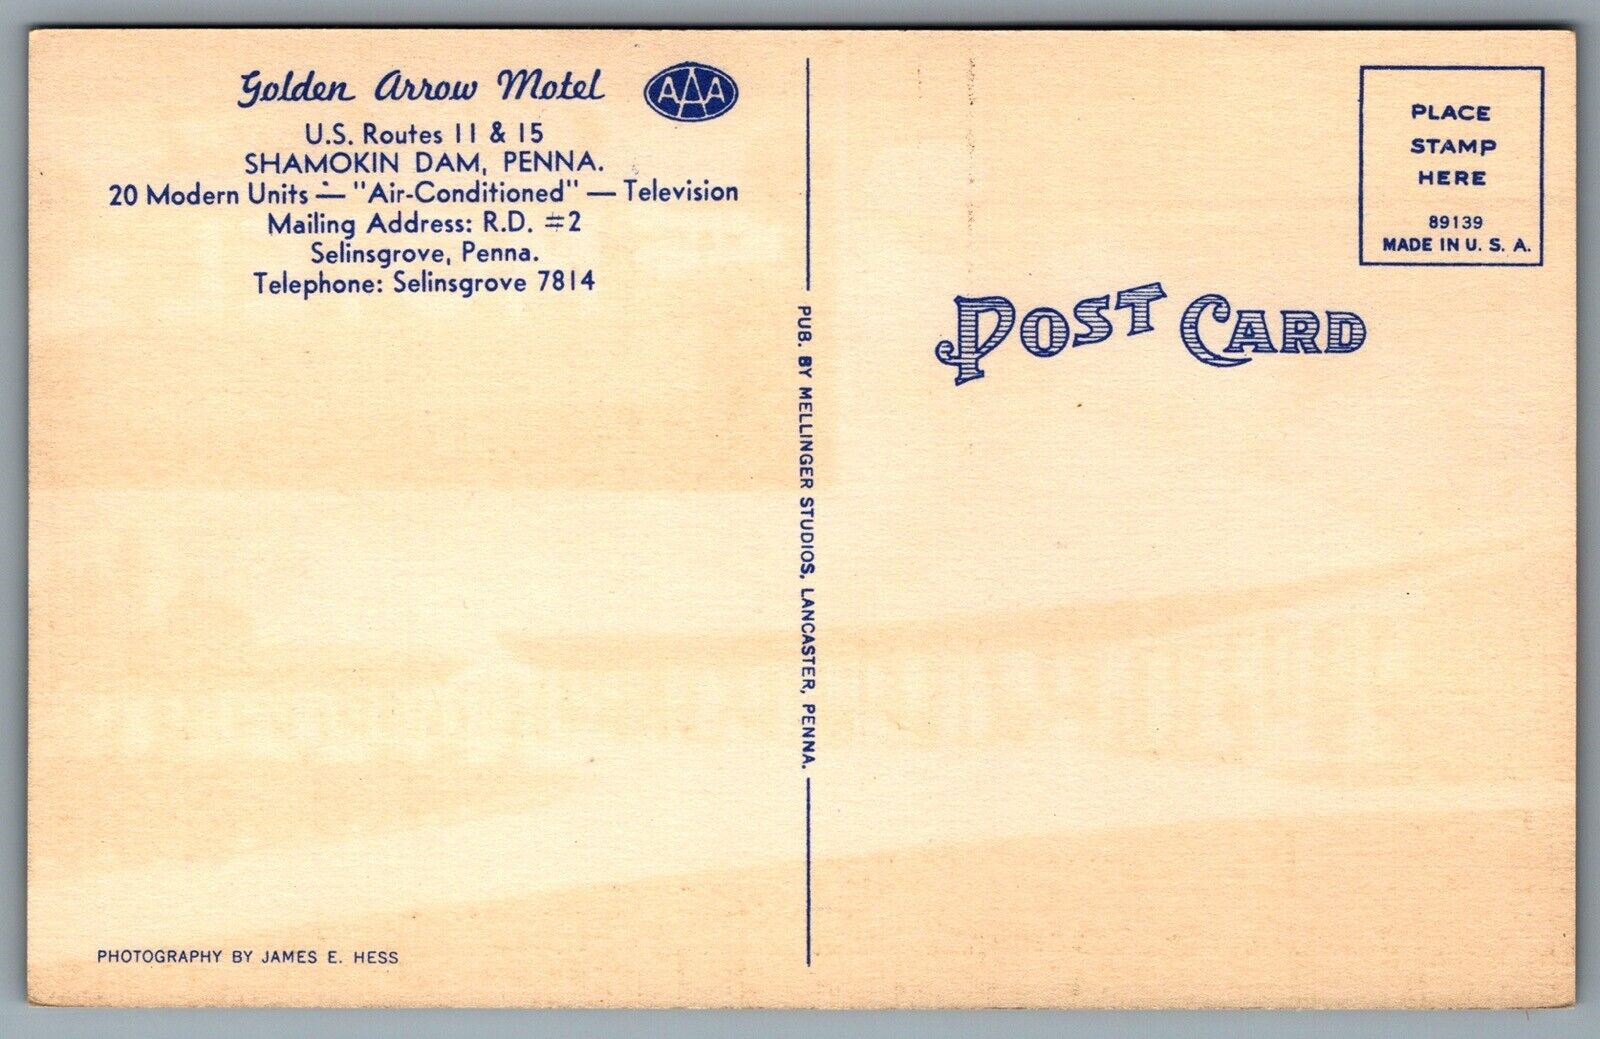 Golden Arrow Motel
AAA
U.S. Routes 11 & 15
SHAMOKIN DAM, PENNA.
20 Modern Units — "Air-Conditioned" — Television
Mailing Address: R.D. #2
Selinsgrove, Penna.
Telephone: Selinsgrove 7814
PHOTOGRAPHY BY JAMES E. HESS
PUB. BY MELLINGER STUDIOS, LANCASTER, PENNA.
PLACE
STAMP
HERE
89139
MADE IN U. S. A.
POST CARD